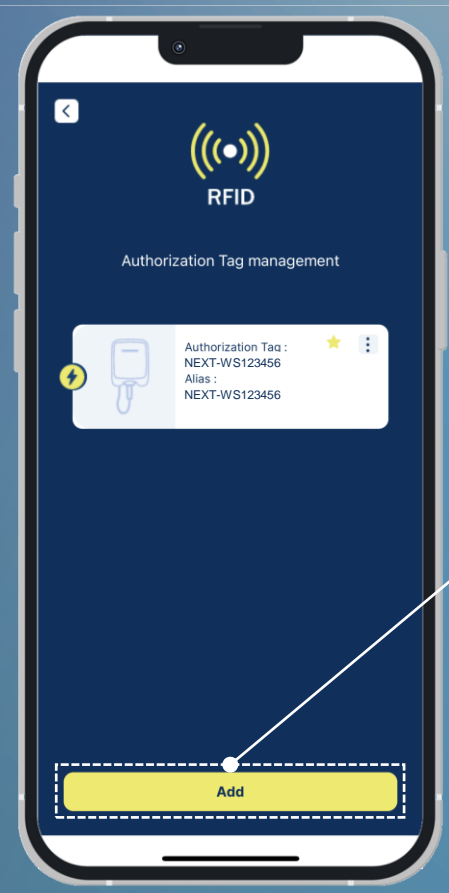 RFID
Authorization Tag management
Authorization Tag :
NEXT-WS123456
Alias :
NEXT-WS123456
Add